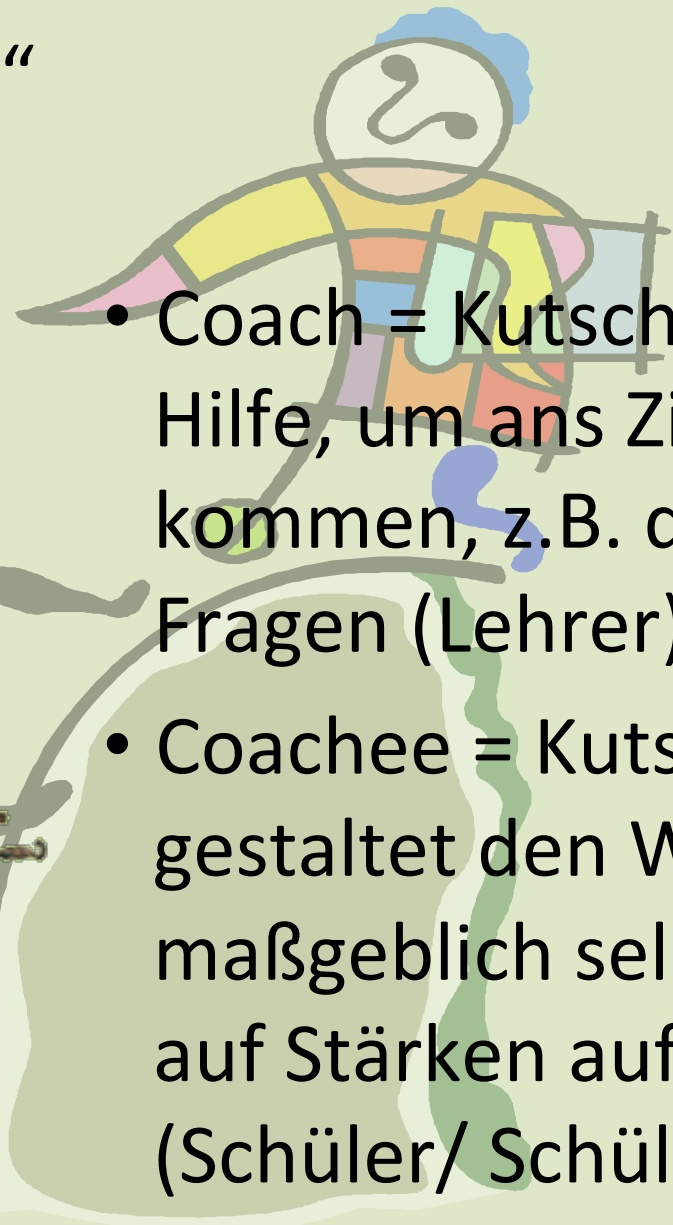 “
• Coach = Kutsch
Hilfe, um ans Zi
kommen, z.B. d
Fragen (Lehrer)
• Coachee = Kuts
gestaltet den W
maßgeblich sel
auf Stärken auf
(Schüler/ Schül